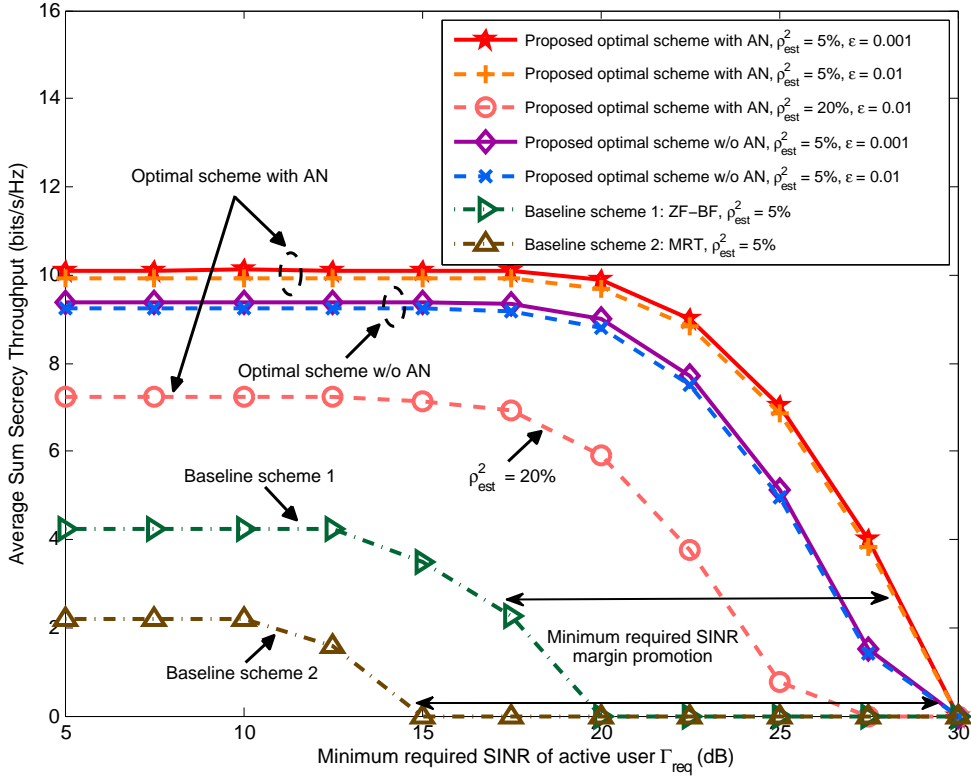 Average Sum Secrecy Throughput (bits/s/Hz)
16
14
12
10
8
6
4
2
0
5
10
15
20
25
30
Minimum required SINR of active user Γreq (dB)
Proposed optimal scheme with AN, ρ²est = 5%, ε = 0.001
Proposed optimal scheme with AN, ρ²est = 5%, ε = 0.01
Proposed optimal scheme with AN, ρ²est = 20%, ε = 0.01
Proposed optimal scheme w/o AN, ρ²est = 5%, ε = 0.001
Proposed optimal scheme w/o AN, ρ²est = 5%, ε = 0.01
Baseline scheme 1: ZF−BF, ρ²est = 5%
Baseline scheme 2: MRT, ρ²est = 5%
Optimal scheme with AN
Optimal scheme w/o AN
ρ²est = 20%
Baseline scheme 1
Baseline scheme 2
Minimum required SINR
margin promotion